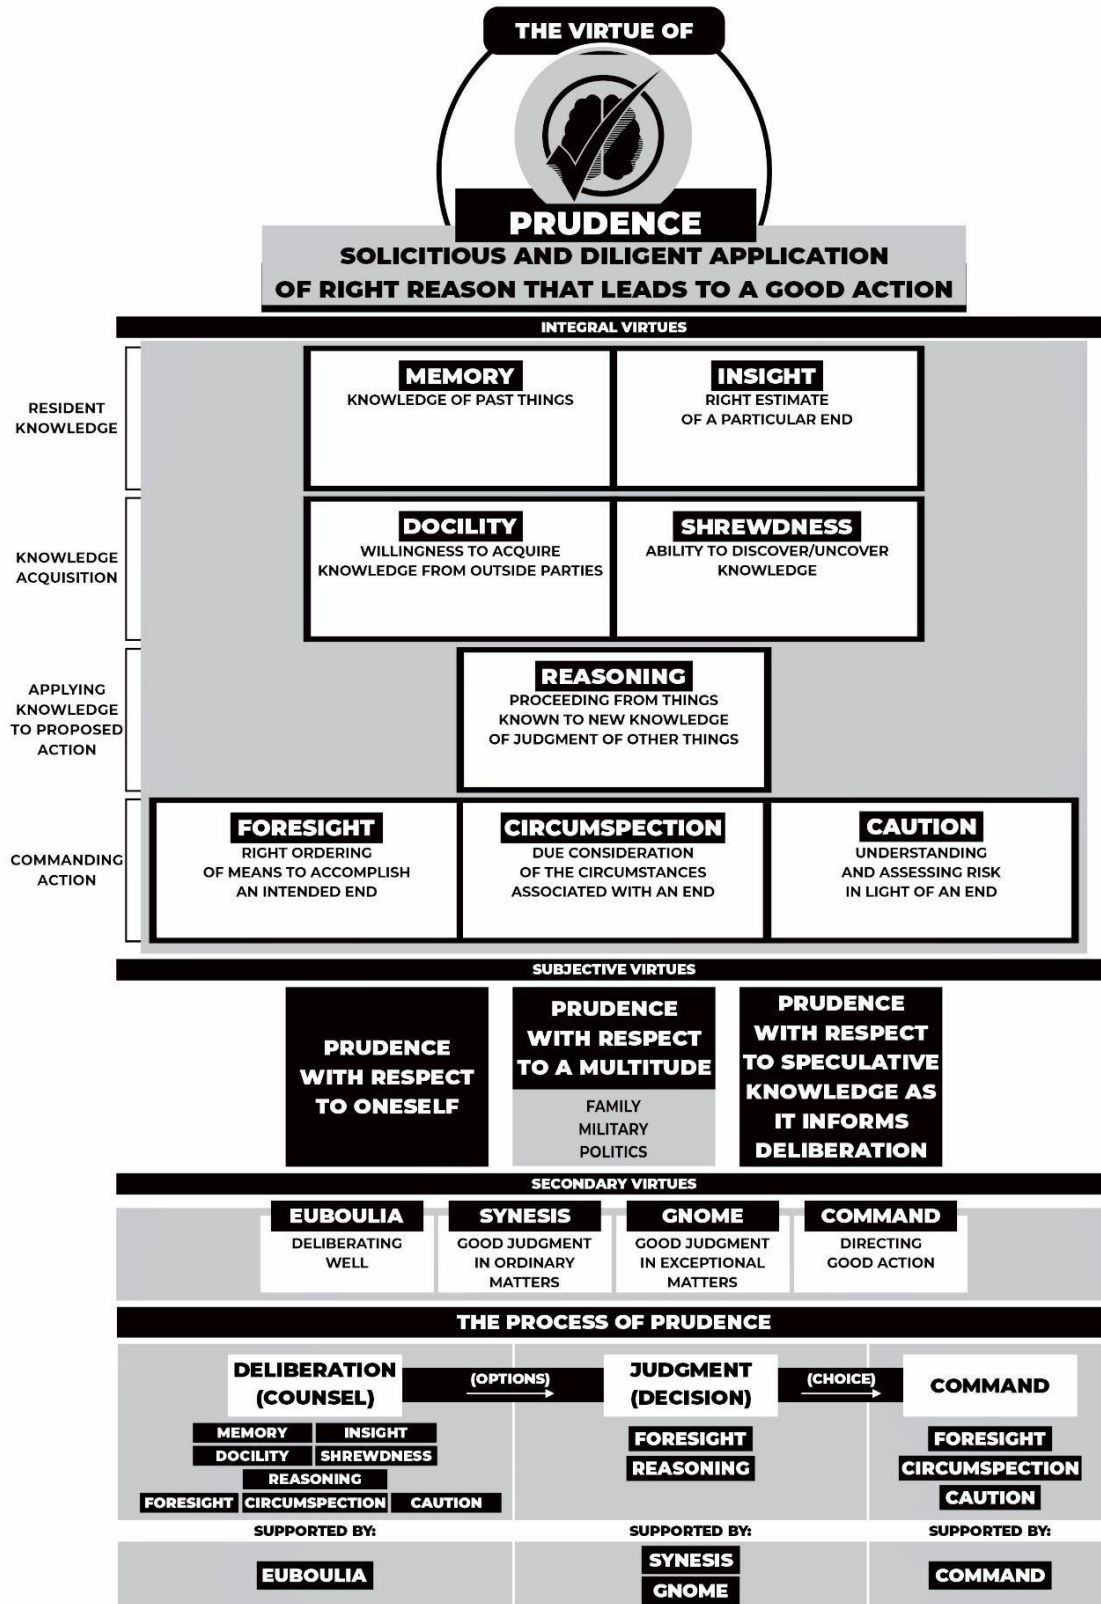 THE VIRTUE OF
PRUDENCE
SOLICITIOUS AND DILIGENT APPLICATION
OF RIGHT REASON THAT LEADS TO A GOOD ACTION
INTEGRAL VIRTUES
RESIDENT
KNOWLEDGE
MEMORY
KNOWLEDGE OF PAST THINGS
INSIGHT
RIGHT ESTIMATE
OF A PARTICULAR END
KNOWLEDGE
ACQUISITION
DOCILITY
WILLINGNESS TO ACQUIRE
KNOWLEDGE FROM OUTSIDE PARTIES
SHREWDNESS
ABILITY TO DISCOVER/UNCOVER
KNOWLEDGE
APPLYING
KNOWLEDGE
TO PROPOSED
ACTION
REASONING
PROCEEDING FROM THINGS
KNOWN TO NEW KNOWLEDGE
OF JUDGMENT OF OTHER THINGS
COMMANDING
ACTION
FORESIGHT
RIGHT ORDERING
OF MEANS TO ACCOMPLISH
AN INTENDED END
CIRCUMSPECTION
DUE CONSIDERATION
OF THE CIRCUMSTANCES
ASSOCIATED WITH AN END
CAUTION
UNDERSTANDING
AND ASSESSING RISK
IN LIGHT OF AN END
SUBJECTIVE VIRTUES
PRUDENCE
WITH RESPECT
TO ONESELF
PRUDENCE
WITH RESPECT
TO A MULTITUDE
FAMILY
MILITARY
POLITICS
PRUDENCE
WITH RESPECT
TO SPECULATIVE
KNOWLEDGE AS
IT INFORMS
DELIBERATION
SECONDARY VIRTUES
EUBOULIA
DELIBERATING
WELL
SYNESIS
GOOD JUDGMENT
IN ORDINARY
MATTERS
GNOME
GOOD JUDGMENT
IN EXCEPTIONAL
MATTERS
COMMAND
DIRECTING
GOOD ACTION
THE PROCESS OF PRUDENCE
DELIBERATION
(COUNSEL)
(OPTIONS)
JUDGMENT
(DECISION)
(CHOICE)
COMMAND
MEMORY INSIGHT
DOCILITY SHREWDNESS
REASONING
FORESIGHT CIRCUMSPECTION CAUTION
FORESIGHT
REASONING
FORESIGHT
CIRCUMSPECTION
CAUTION
SUPPORTED BY:
EUBOULIA
SUPPORTED BY:
SYNESIS
GNOME
SUPPORTED BY:
COMMAND